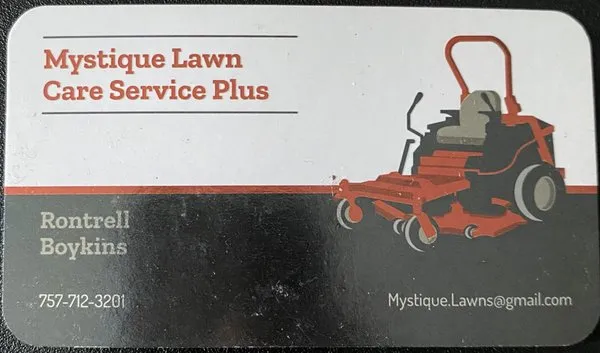 Mystique Lawn
Care Service Plus
Rontrell
Boykins
757-712-3201
Mystique.Lawns@gmail.com